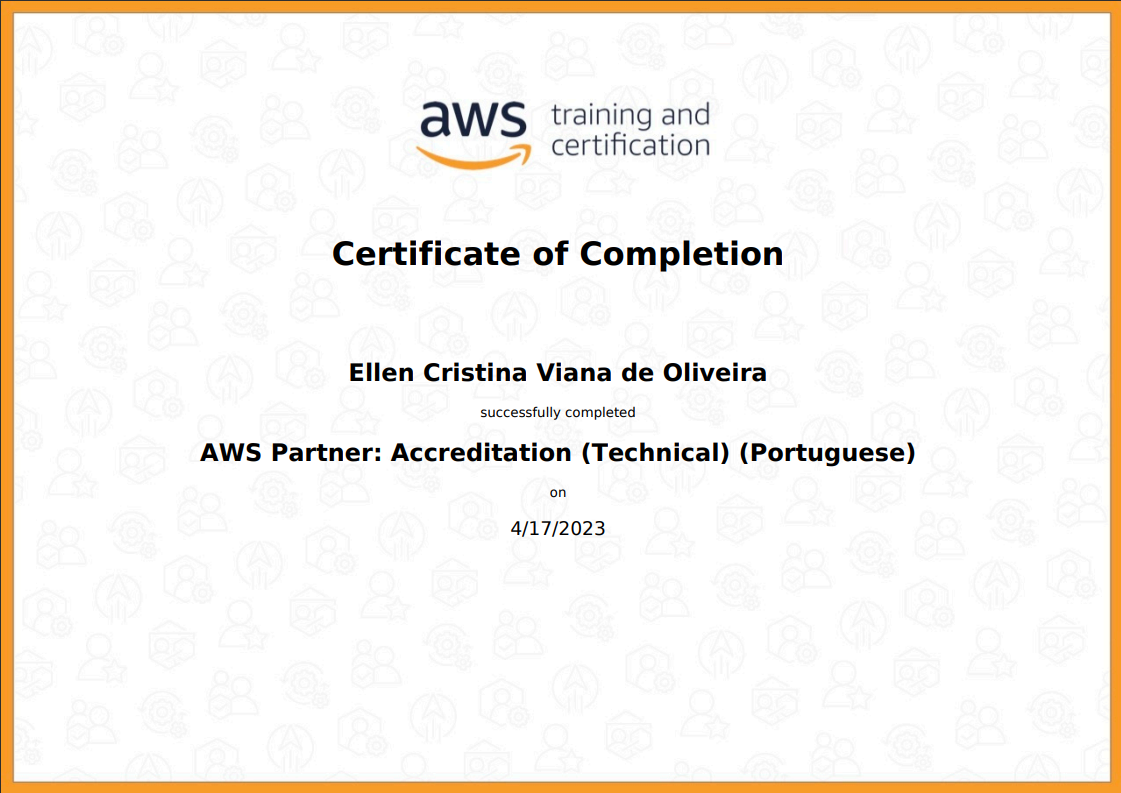 aws training and
certification
Certificate of Completion
Ellen Cristina Viana de Oliveira
successfully completed
AWS Partner: Accreditation (Technical) (Portuguese)
on
4/17/2023